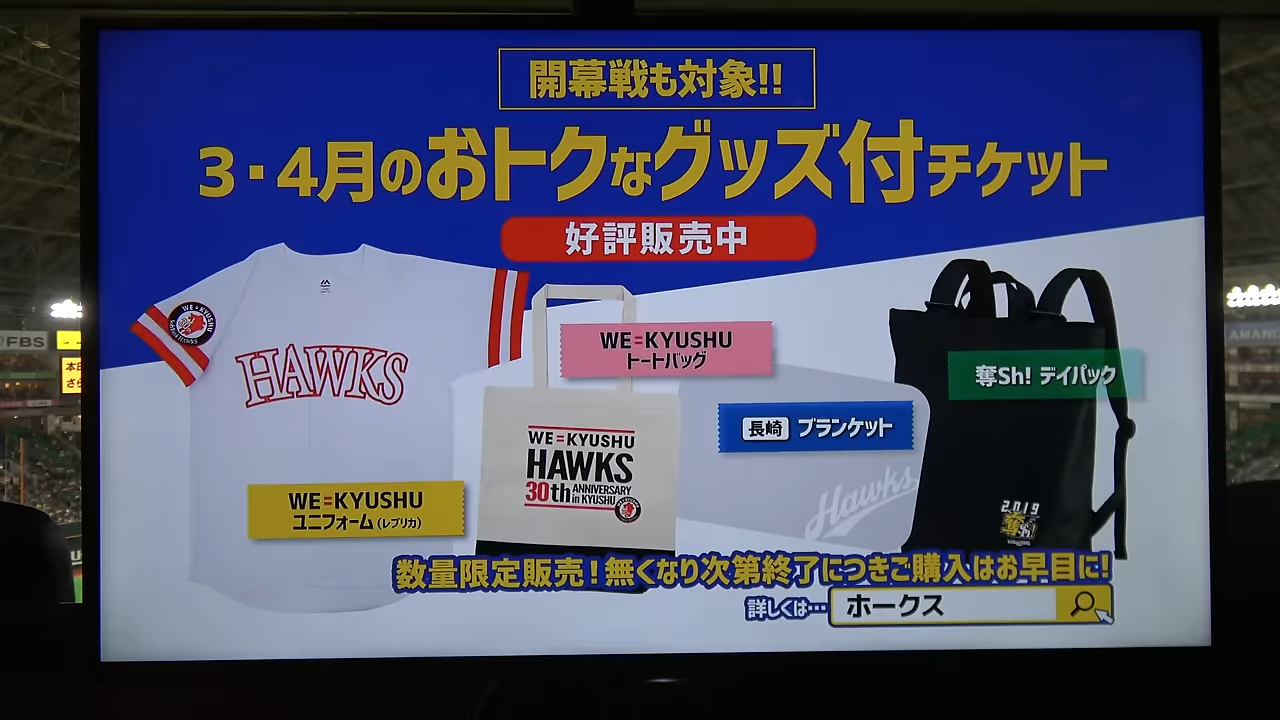 開幕戦も対象!!
3・4月のおトクなグッズ付チケット
好評販売中
WE=KYUSHU
HAWKS
WE=KYUSHU
トートバッグ
奪Sh! デイパック
長崎 ブランケット
WE=KYUSHU
HAWKS
30th ANNIVERSARY
in KYUSHU
WE=KYUSHU
ユニフォーム(レプリカ)
Hawks
2019
数量限定販売!無くなり次第終了につきご購入はお早目に!
詳しくは… ホークス
FBS